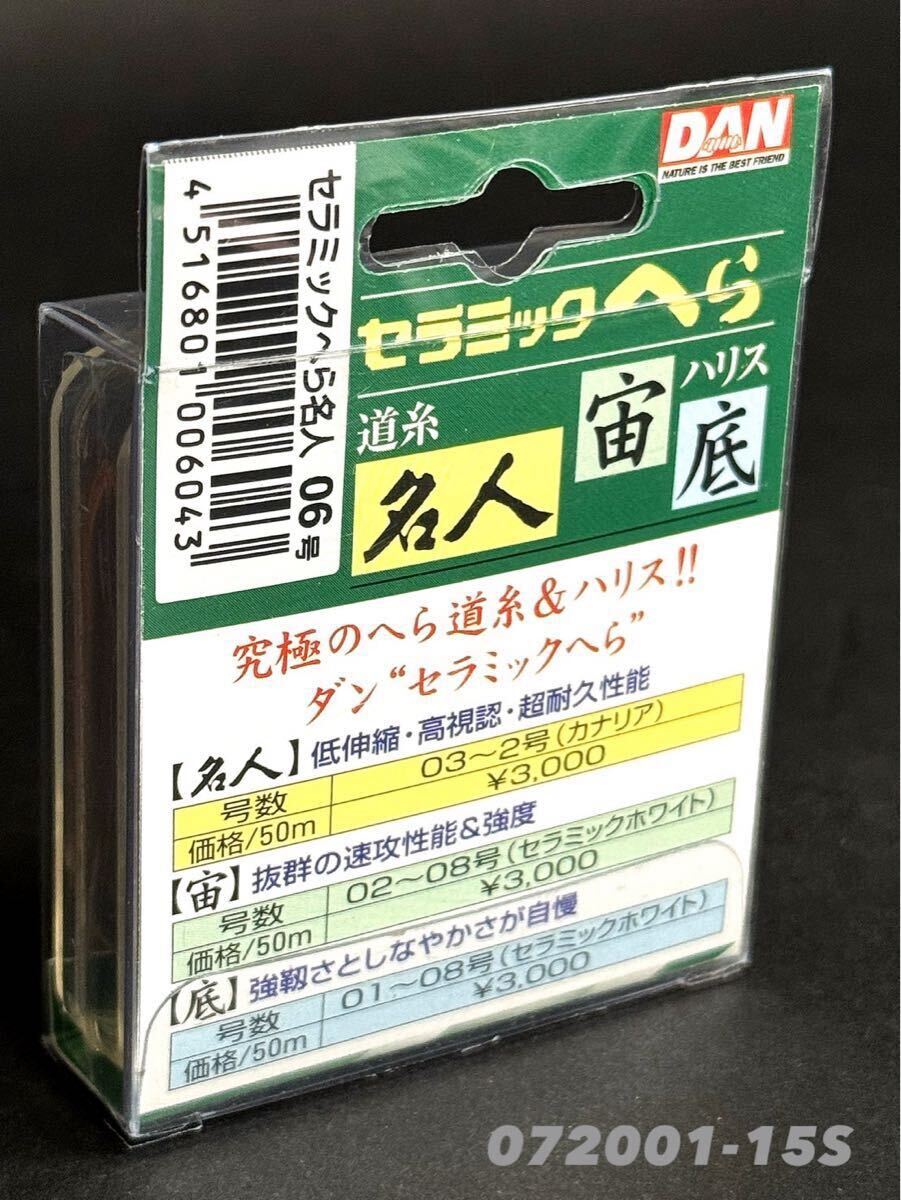 DAN
NATURE IS THE BEST FRIEND
セラミックへら名人 06号
4 516801 006043
セラミックへら
道糸
名人
宙
ハリス
底
究極のへら道糸&ハリス!!
ダン“セラミックへら”
【名人】低伸縮・高視認・超耐久性能
号数 03〜2号(カナリア)
価格/50m ¥3,000
【宙】抜群の速攻性能&強度
号数 02〜08号(セラミックホワイト)
価格/50m ¥3,000
【底】強靱さとしなやかさが自慢
号数 01〜08号(セラミックホワイト)
価格/50m ¥3,000
072001-15S